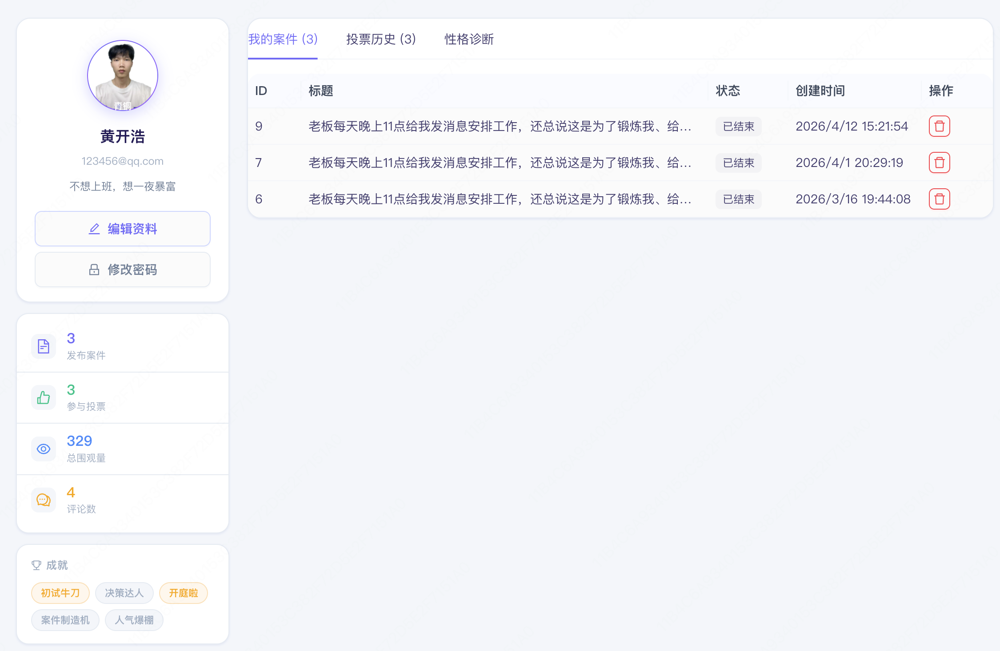 青铜
黄开浩
123456@qq.com
不想上班，想一夜暴富
编辑资料
修改密码
3
发布案件
3
参与投票
329
总围观量
4
评论数
成就
初试牛刀 决策达人 开庭啦
案件制造机 人气爆棚
我的案件 (3) 投票历史 (3) 性格诊断
ID 标题 状态 创建时间 操作
9 老板每天晚上11点给我发消息安排工作，还总说这是为了锻炼我、给... 已结束 2026/4/12 15:21:54
7 老板每天晚上11点给我发消息安排工作，还总说这是为了锻炼我、给... 已结束 2026/4/1 20:29:19
6 老板每天晚上11点给我发消息安排工作，还总说这是为了锻炼我、给... 已结束 2026/3/16 19:44:08